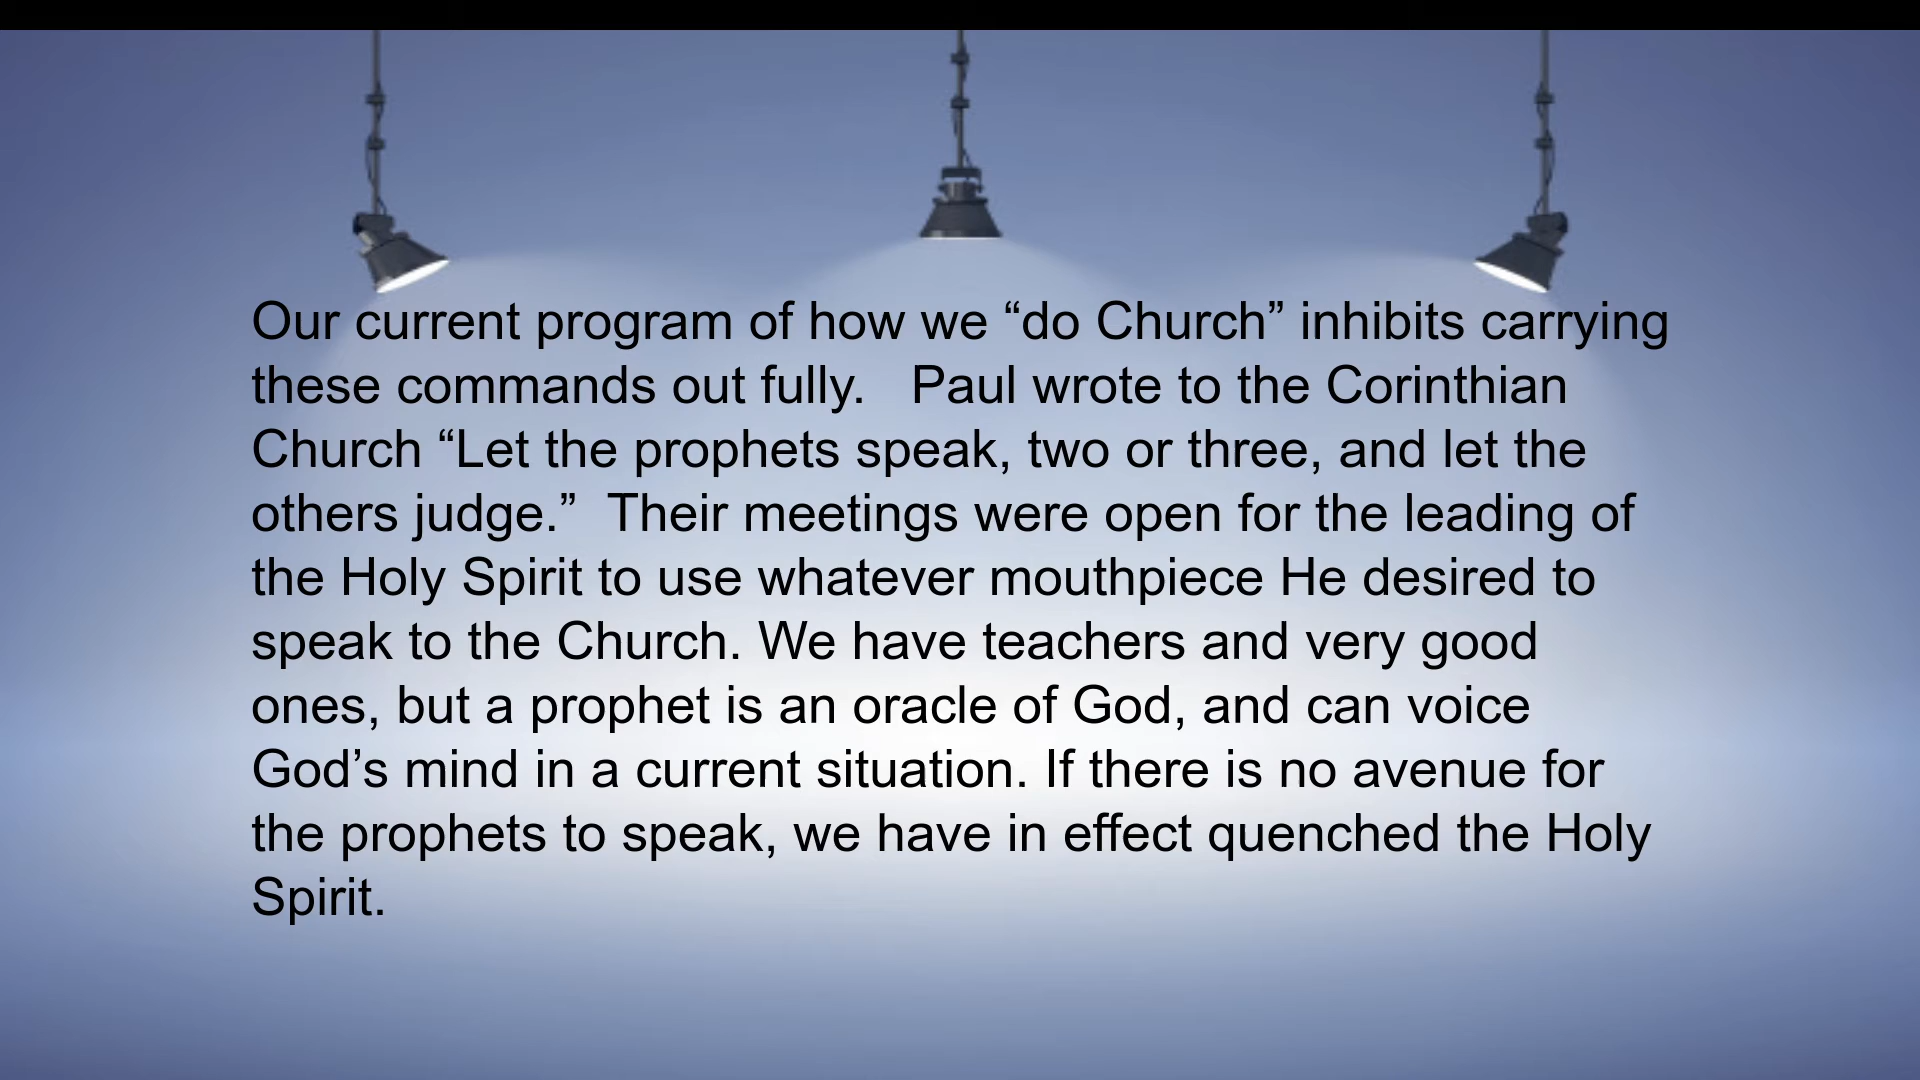 Our current program of how we “do Church” inhibits carrying
these commands out fully.   Paul wrote to the Corinthian
Church “Let the prophets speak, two or three, and let the
others judge.”  Their meetings were open for the leading of
the Holy Spirit to use whatever mouthpiece He desired to
speak to the Church. We have teachers and very good
ones, but a prophet is an oracle of God, and can voice
God’s mind in a current situation. If there is no avenue for
the prophets to speak, we have in effect quenched the Holy
Spirit.